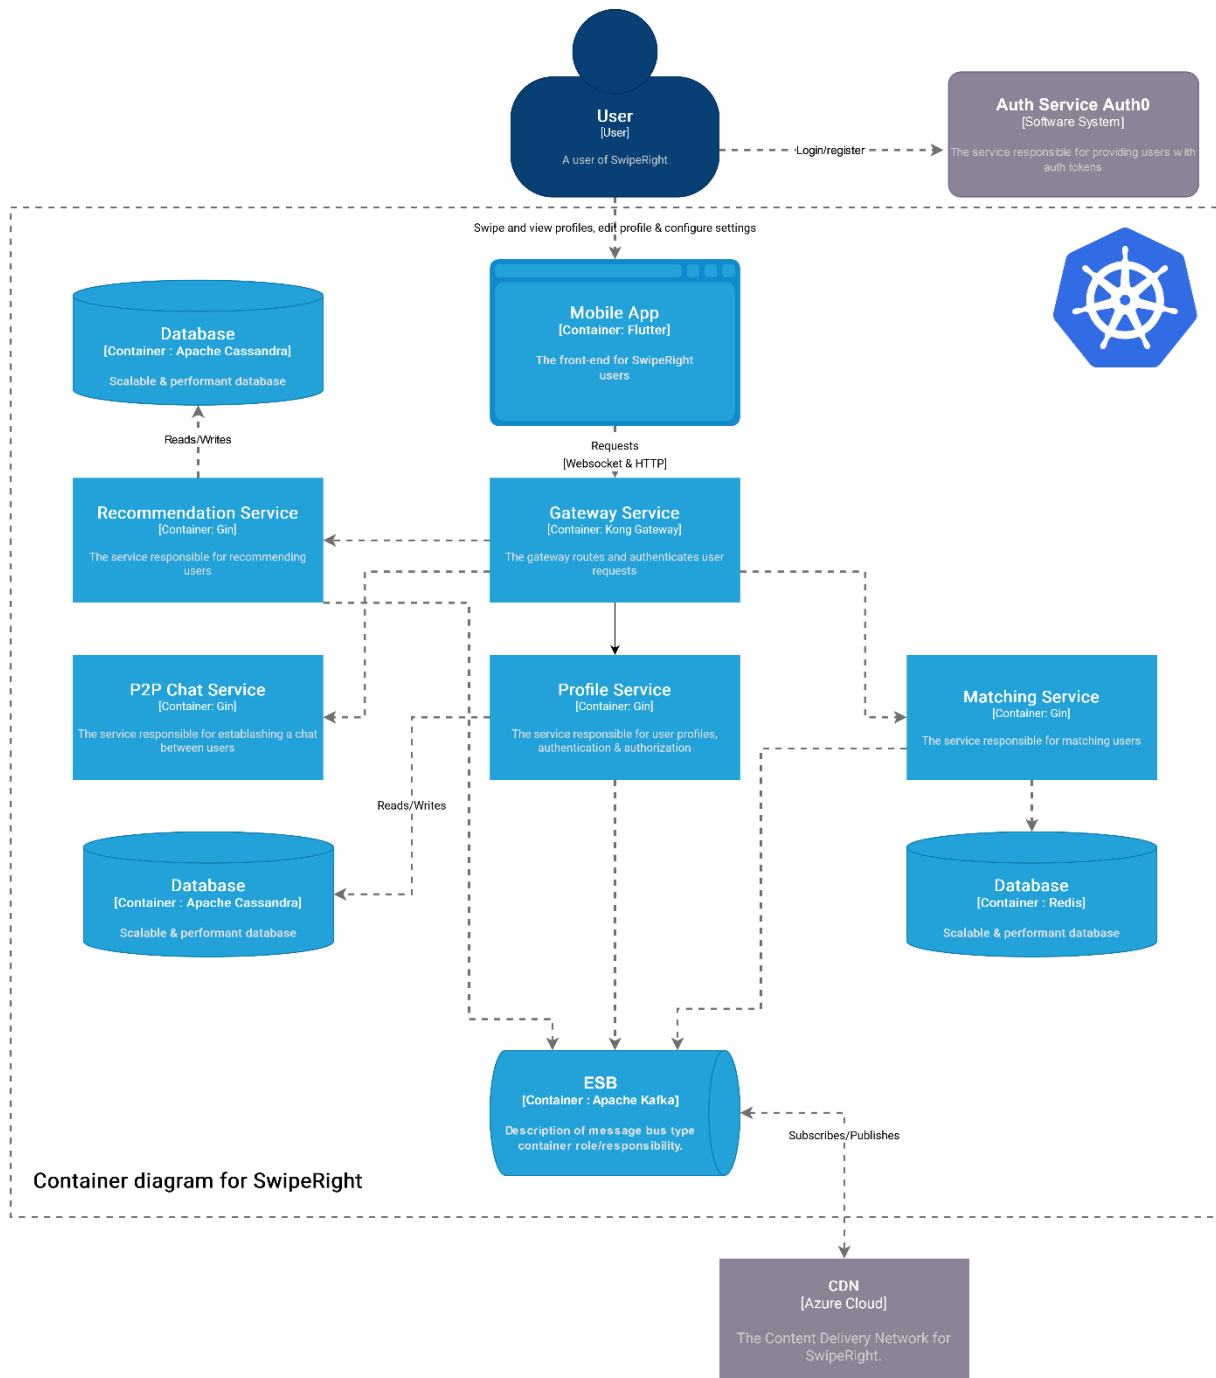 User
[User]
A user of SwipeRight
Login/register
Auth Service Auth0
[Software System]
The service responsible for providing users with
auth tokens
Swipe and view profiles, edit profile & configure settings
Mobile App
[Container: Flutter]
The front-end for SwipeRight
users
Database
[Container : Apache Cassandra]
Scalable & performant database
Reads/Writes
Requests
[Websocket & HTTP]
Recommendation Service
[Container: Gin]
The service responsible for recommending
users
Gateway Service
[Container: Kong Gateway]
The gateway routes and authenticates user
requests
P2P Chat Service
[Container: Gin]
The service responsible for establashing a chat
between users
Profile Service
[Container: Gin]
The service responsible for user profiles,
authentication & authorization
Matching Service
[Container: Gin]
The service responsible for matching users
Reads/Writes
Database
[Container : Apache Cassandra]
Scalable & performant database
Database
[Container : Redis]
Scalable & performant database
ESB
[Container : Apache Kafka]
Description of message bus type
container role/responsibility.
Subscribes/Publishes
Container diagram for SwipeRight
CDN
[Azure Cloud]
The Content Delivery Network for
SwipeRight.